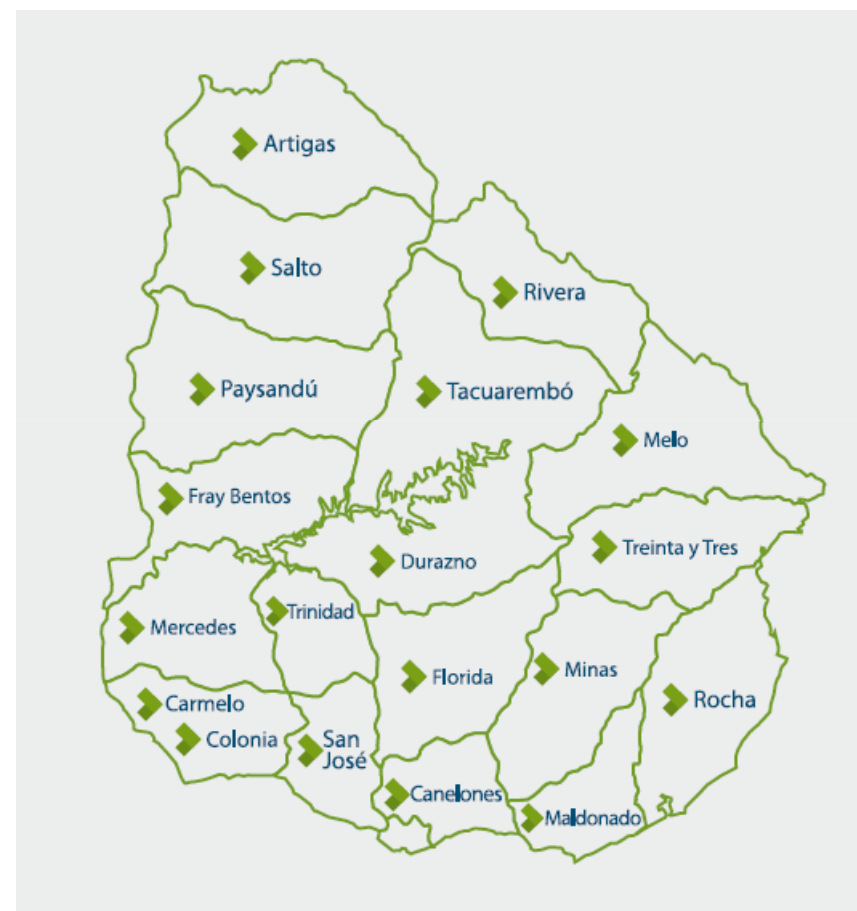 Artigas
Salto
Rivera
Paysandú
Tacuarembó
Melo
Fray Bentos
Treinta y Tres
Durazno
Trinidad
Mercedes
Minas
Florida
Rocha
Carmelo
Colonia
San
José
Canelones
Maldonado